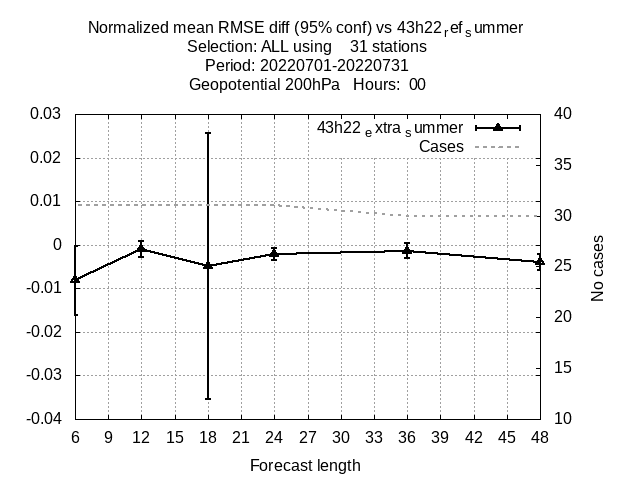 Normalized mean RMSE diff (95% conf) vs 43h22refsummer
Selection: ALL using 31 stations
Period: 20220701-20220731
Geopotential 200hPa Hours: 00
0.03 40
43h22extrasummer
Cases
0.02 35
0.01 30
0 25
-0.01 20
-0.02 15
-0.03
-0.04 10
No cases
6 9 12 15 18 21 24 27 30 33 36 39 42 45 48
Forecast length